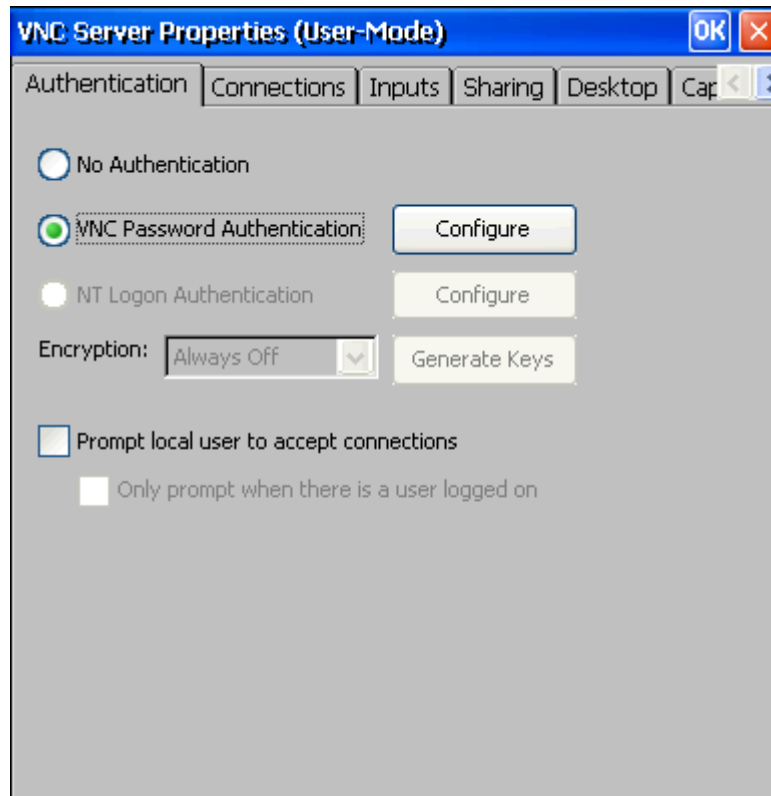 VNC Server Properties (User-Mode) OK
Authentication Connections Inputs Sharing Desktop Cap
No Authentication
VNC Password Authentication Configure
NT Logon Authentication Configure
Encryption: Always Off Generate Keys
Prompt local user to accept connections
Only prompt when there is a user logged on